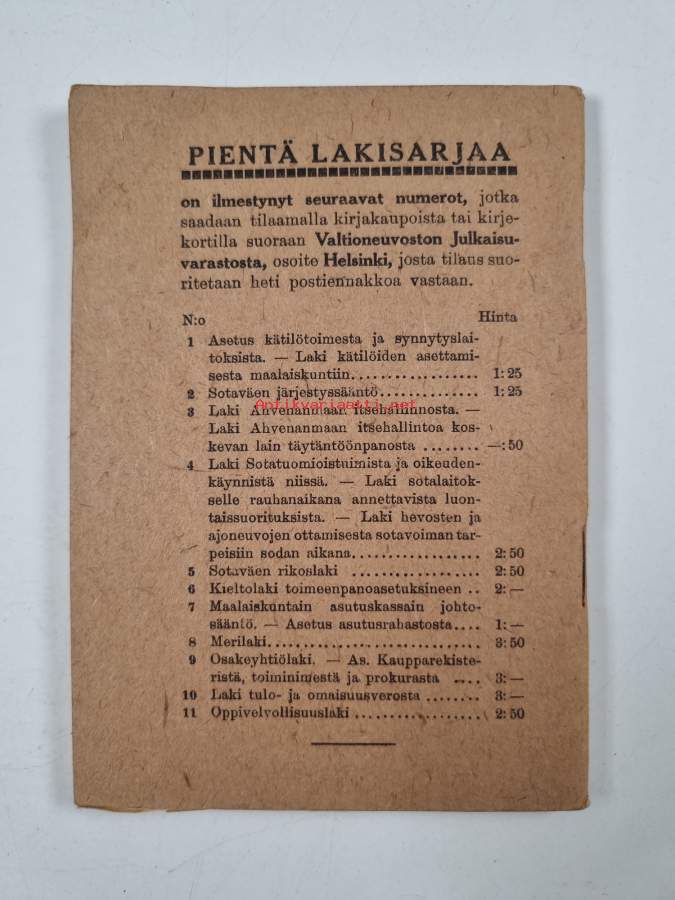 PIENTÄ LAKISARJAA
on ilmestynyt seuraavat numerot, jotka
saadaan tilaamalla kirjakaupoista tai kirje-
kortilla suoraan Valtioneuvoston Julkaisu-
varastosta, osoite Helsinki, josta tilaus suo-
ritetaan heti postiennakkoa vastaan.
N:o Hinta
1 Asetus kätilötoimesta ja synnytyslai-
toksista. — Laki kätilöiden asettami-
sesta maalaiskuntiin................ 1:25
2 Sotaväen järjestyssääntö............. 1:25
Antikvariaatti.net
3 Laki Ahvenanmaan itsehallinnosta. —
Laki Ahvenanmaan itsehallintoa kos-
kevan lain täytäntöönpanosta ........ —:50
4 Laki Sotatuomioistuimista ja oikeuden-
käynnistä niissä. — Laki sotalaitok-
selle rauhanaikana annettavista luon-
taissuorituksista. — Laki hevosten ja
ajoneuvojen ottamisesta sotavoiman tar-
peisiin sodan aikana................. 2:50
5 Sotaväen rikoslaki .................. 2:50
6 Kieltolaki toimeenpanoasetuksineen .. 2:—
7 Maalaiskuntain asutuskassain johto-
sääntö. — Asetus asutusrahastosta.... 1:—
8 Merilaki............................. 3:50
9 Osakeyhtiölaki. — As. Kaupparekiste-
ristä, toiminimestä ja prokurasta .... 3:—
10 Laki tulo- ja omaisuusverosta ........ 3:—
11 Oppivelvollisuuslaki ................. 2:50